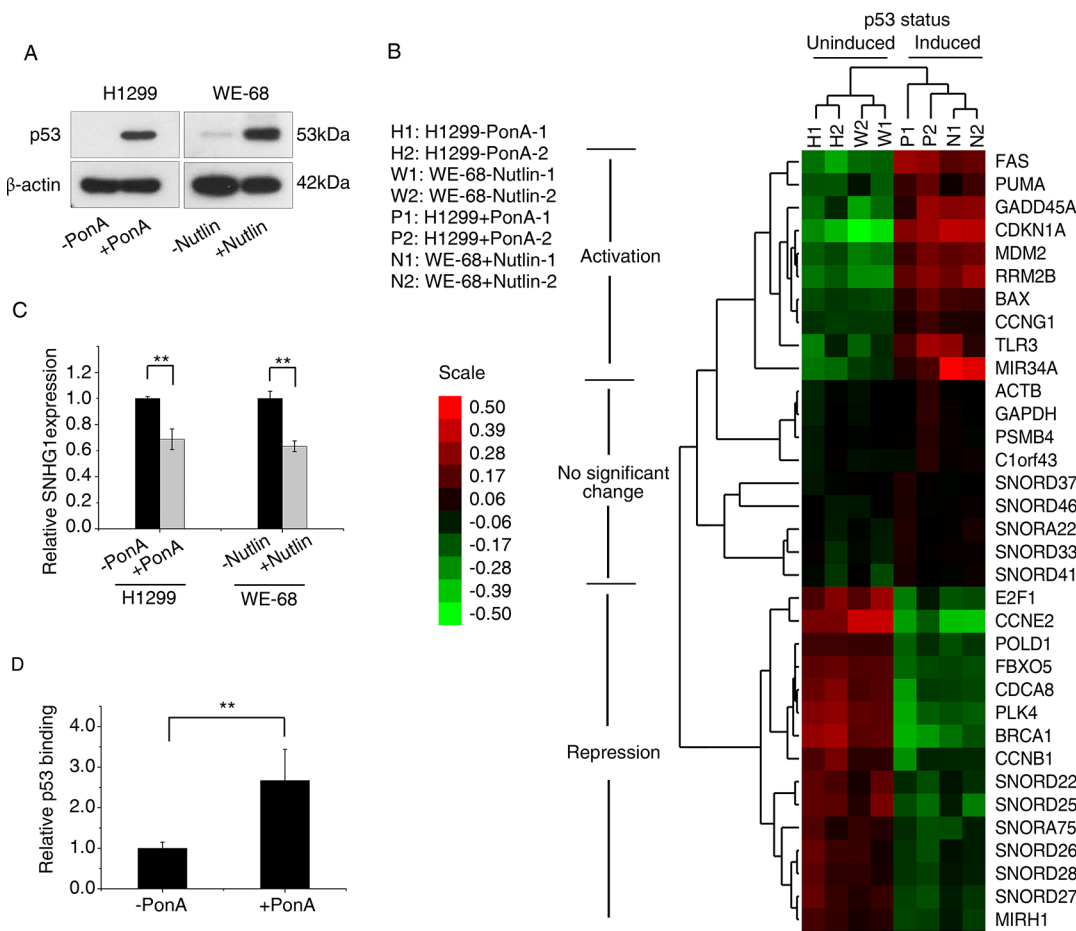 A
H1299
WE-68
p53
53kDa
β-actin
42kDa
-PonA
+PonA
-Nutlin
+Nutlin
B
H1: H1299-PonA-1
H2: H1299-PonA-2
W1: WE-68-Nutlin-1
W2: WE-68-Nutlin-2
P1: H1299+PonA-1
P2: H1299+PonA-2
N1: WE-68+Nutlin-1
N2: WE-68+Nutlin-2
p53 status
Uninduced
Induced
H1
H2
W2
W1
P1
P2
N1
N2
Activation
No significant
change
Repression
FAS
PUMA
GADD45A
CDKN1A
MDM2
RRM2B
BAX
CCNG1
TLR3
MIR34A
ACTB
GAPDH
PSMB4
C1orf43
SNORD37
SNORD46
SNORA22
SNORD33
SNORD41
E2F1
CCNE2
POLD1
FBXO5
CDCA8
PLK4
BRCA1
CCNB1
SNORD22
SNORD25
SNORA75
SNORD26
SNORD28
SNORD27
MIRH1
Scale
0.50
0.39
0.28
0.17
0.06
-0.06
-0.17
-0.28
-0.39
-0.50
C
Relative SNHG1expression
1.2
1.0
0.8
0.6
0.4
0.2
0.0
**
**
-PonA
+PonA
-Nutlin
+Nutlin
H1299
WE-68
D
Relative p53 binding
4.0
3.0
2.0
1.0
0.0
**
-PonA
+PonA